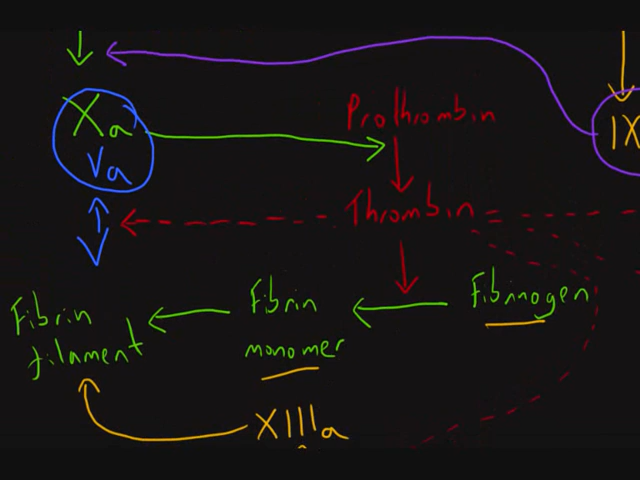 Xa
Va
Prothrombin
IX
Thrombin
V
Fibrinogen
Fibrin
monomer
Fibrin
filament
XIIIa